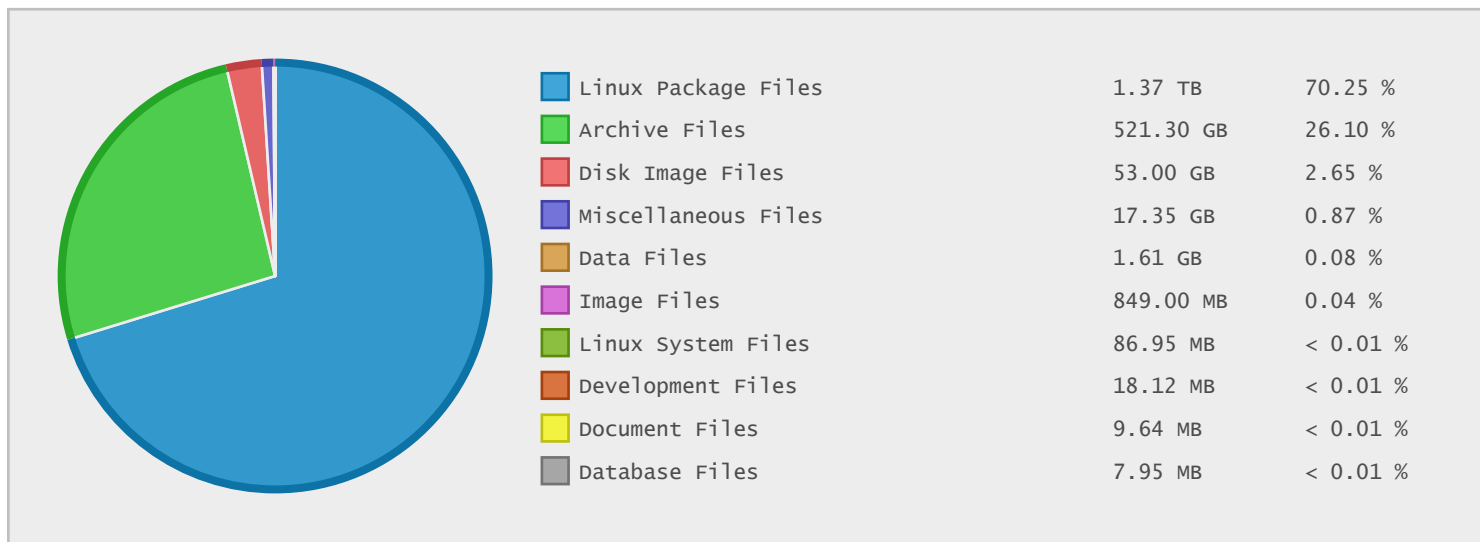 Linux Package Files 1.37 TB 70.25 %
Archive Files 521.30 GB 26.10 %
Disk Image Files 53.00 GB 2.65 %
Miscellaneous Files 17.35 GB 0.87 %
Data Files 1.61 GB 0.08 %
Image Files 849.00 MB 0.04 %
Linux System Files 86.95 MB < 0.01 %
Development Files 18.12 MB < 0.01 %
Document Files 9.64 MB < 0.01 %
Database Files 7.95 MB < 0.01 %